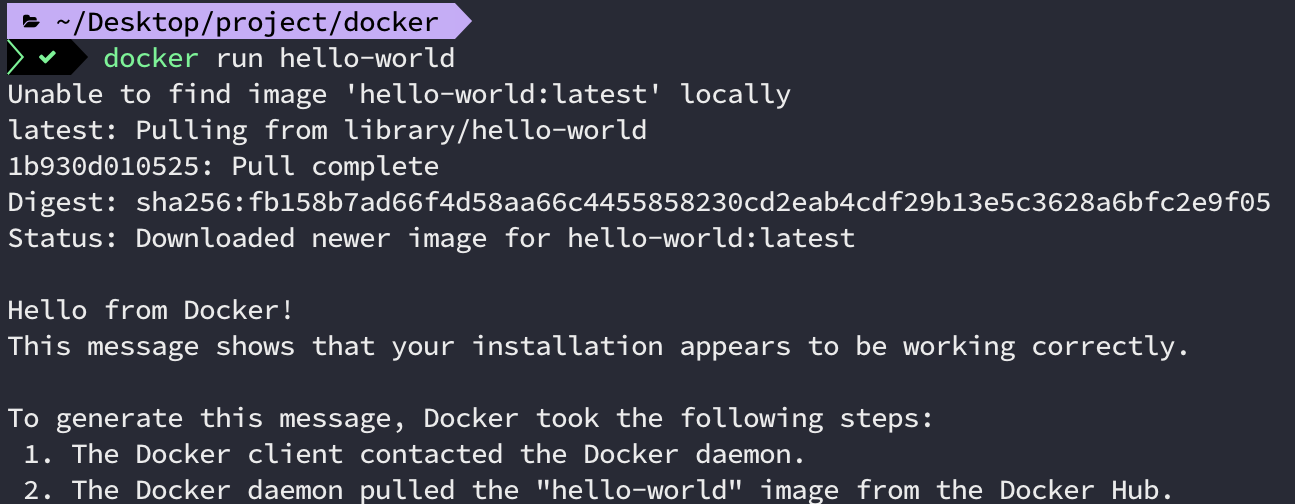 ~/Desktop/project/docker
docker run hello-world
Unable to find image 'hello-world:latest' locally
latest: Pulling from library/hello-world
1b930d010525: Pull complete
Digest: sha256:fb158b7ad66f4d58aa66c4455858230cd2eab4cdf29b13e5c3628a6bfc2e9f05
Status: Downloaded newer image for hello-world:latest
Hello from Docker!
This message shows that your installation appears to be working correctly.
To generate this message, Docker took the following steps:
1. The Docker client contacted the Docker daemon.
2. The Docker daemon pulled the "hello-world" image from the Docker Hub.